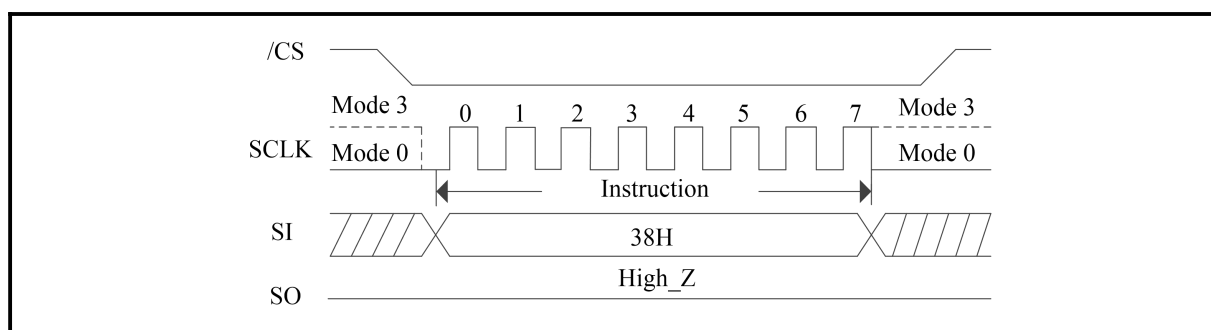 /CS
Mode 3 0 1 2 3 4 5 6 7 Mode 3
SCLK Mode 0 Mode 0
Instruction
SI 38H
High_Z
SO